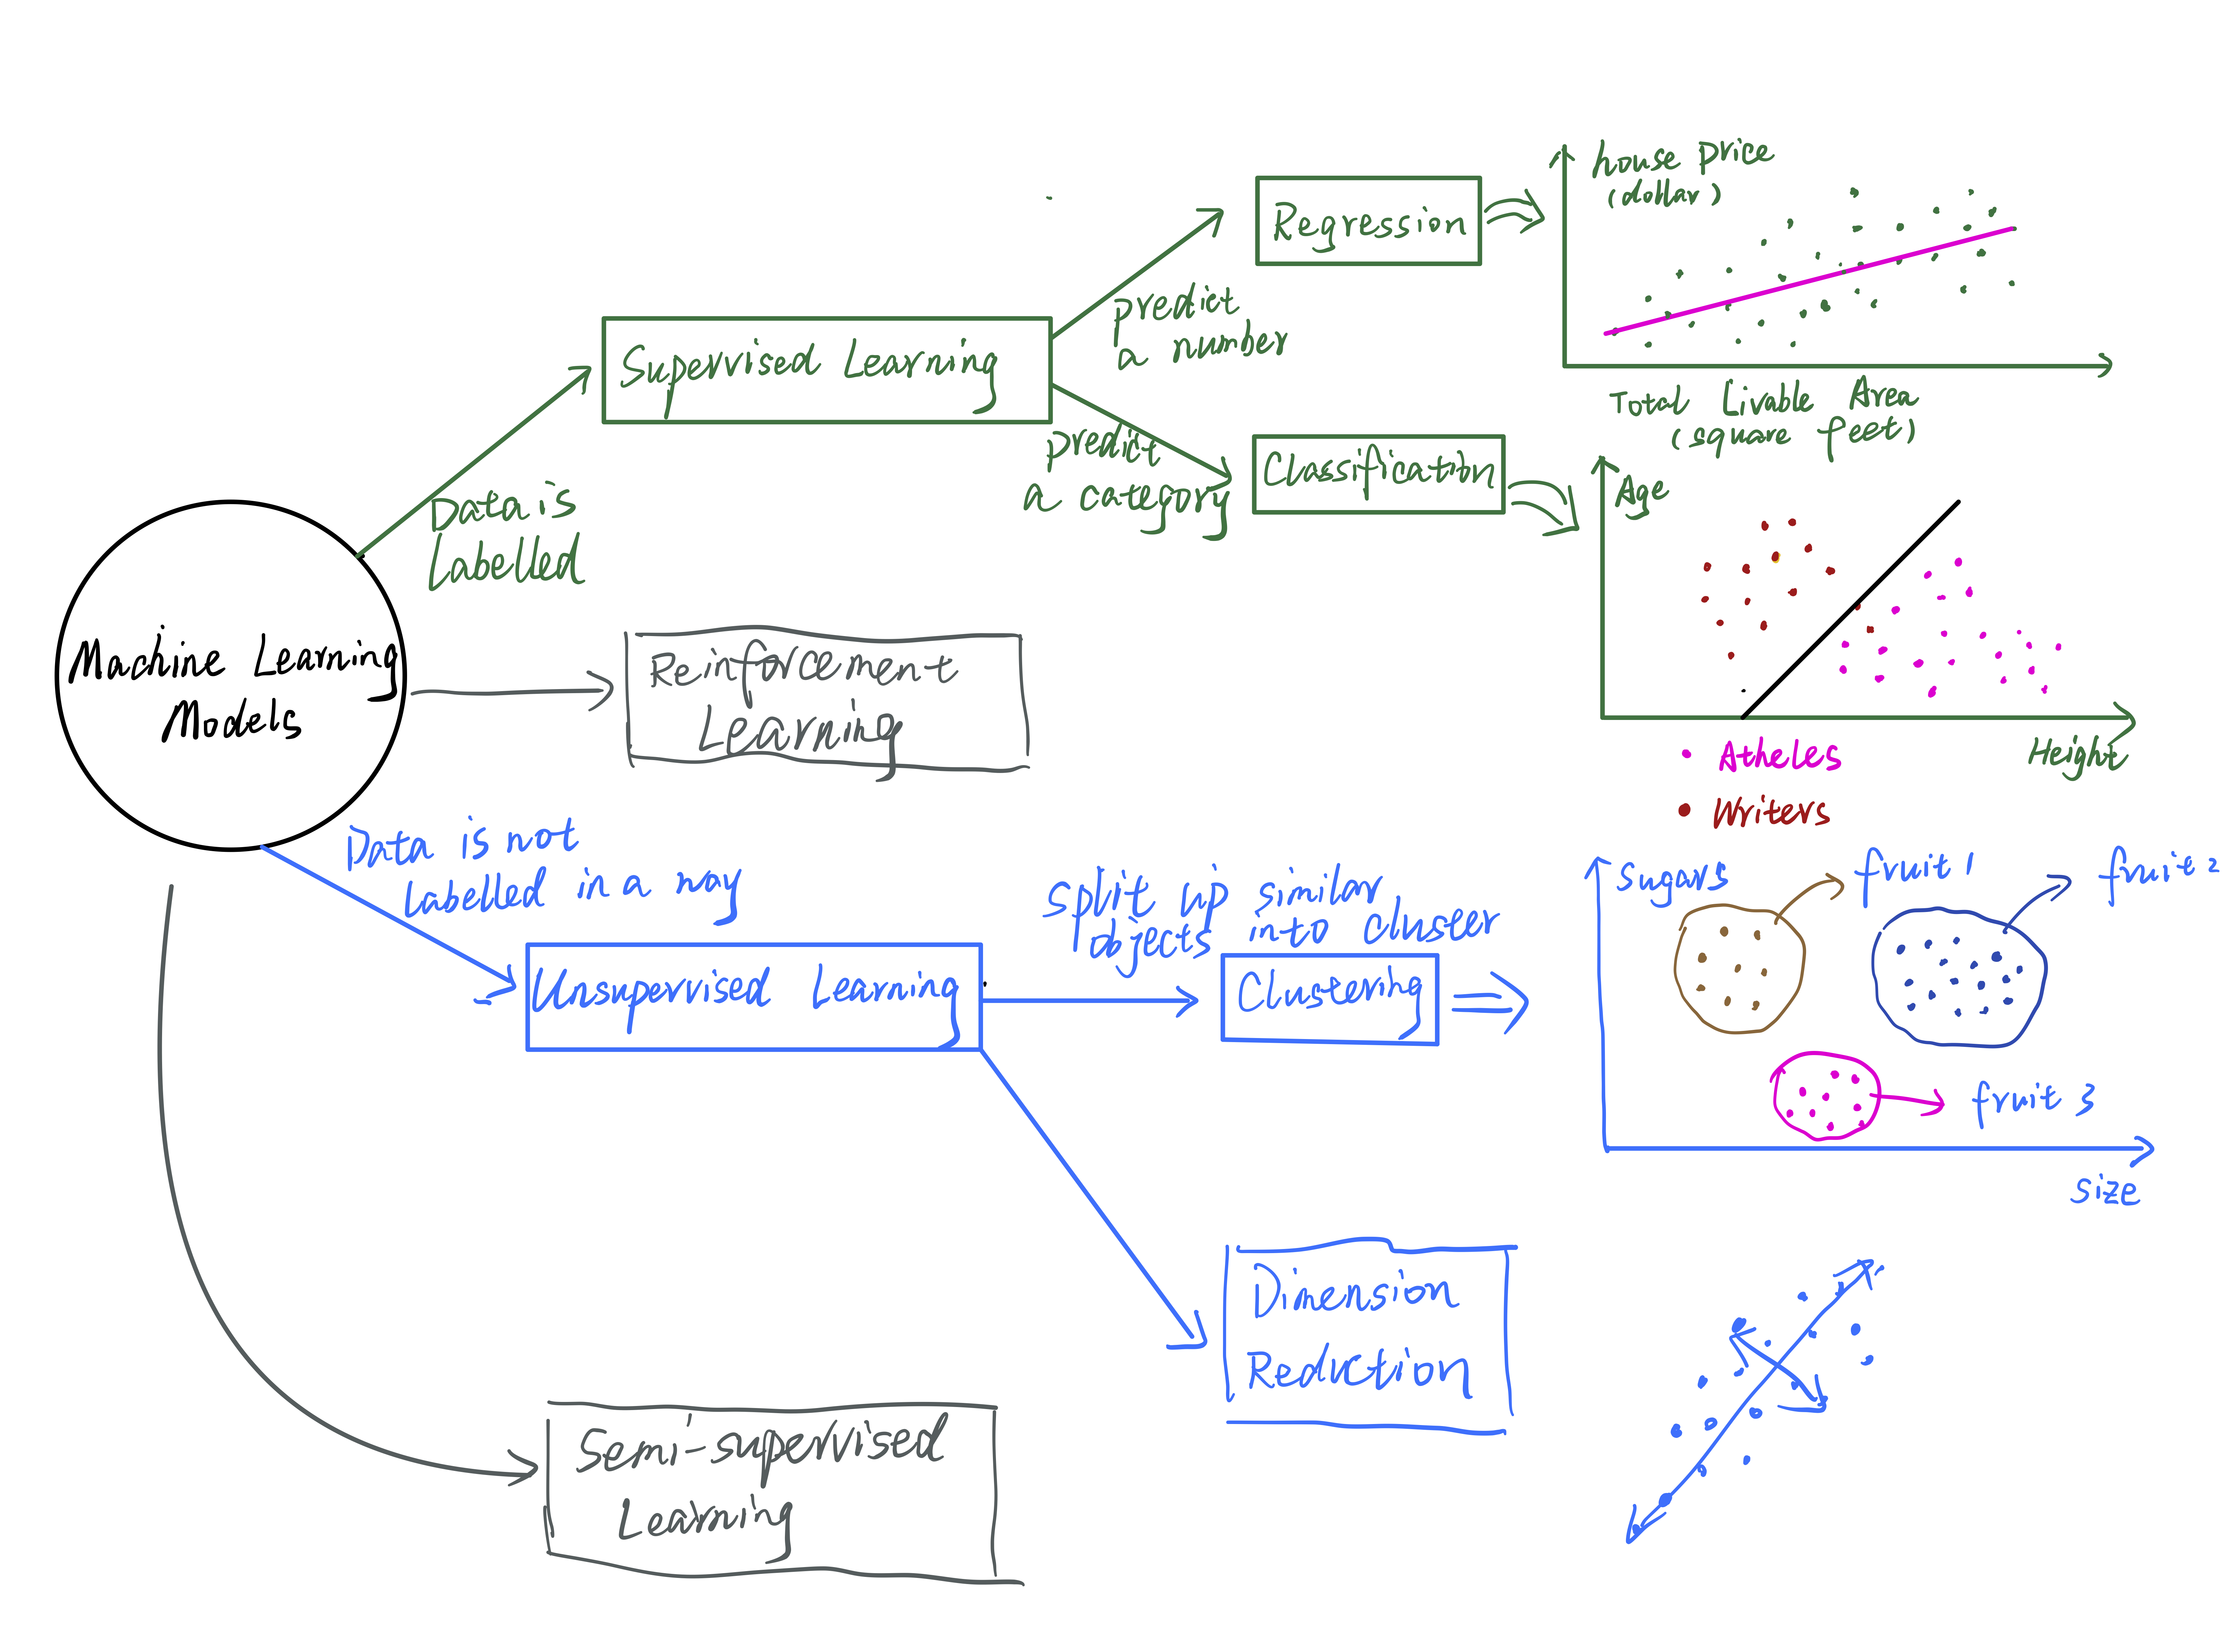 Machine Learning
Models
Data is
Labelled
Supervised Learning
Predict
a number
Regression
house price
(dollar)
Total Livable Area
(square feet)
predict
a category
Classification
Age
Height
Atheles
Writers
Reinforcement
Learning
Data is not
Labelled in a way
Unsupervised Learning
split up similar
objects into cluster
Clustering
sugars
fruit 1
fruit 2
fruit 3
size
Dimension
Reduction
Semi-supervised
Learning